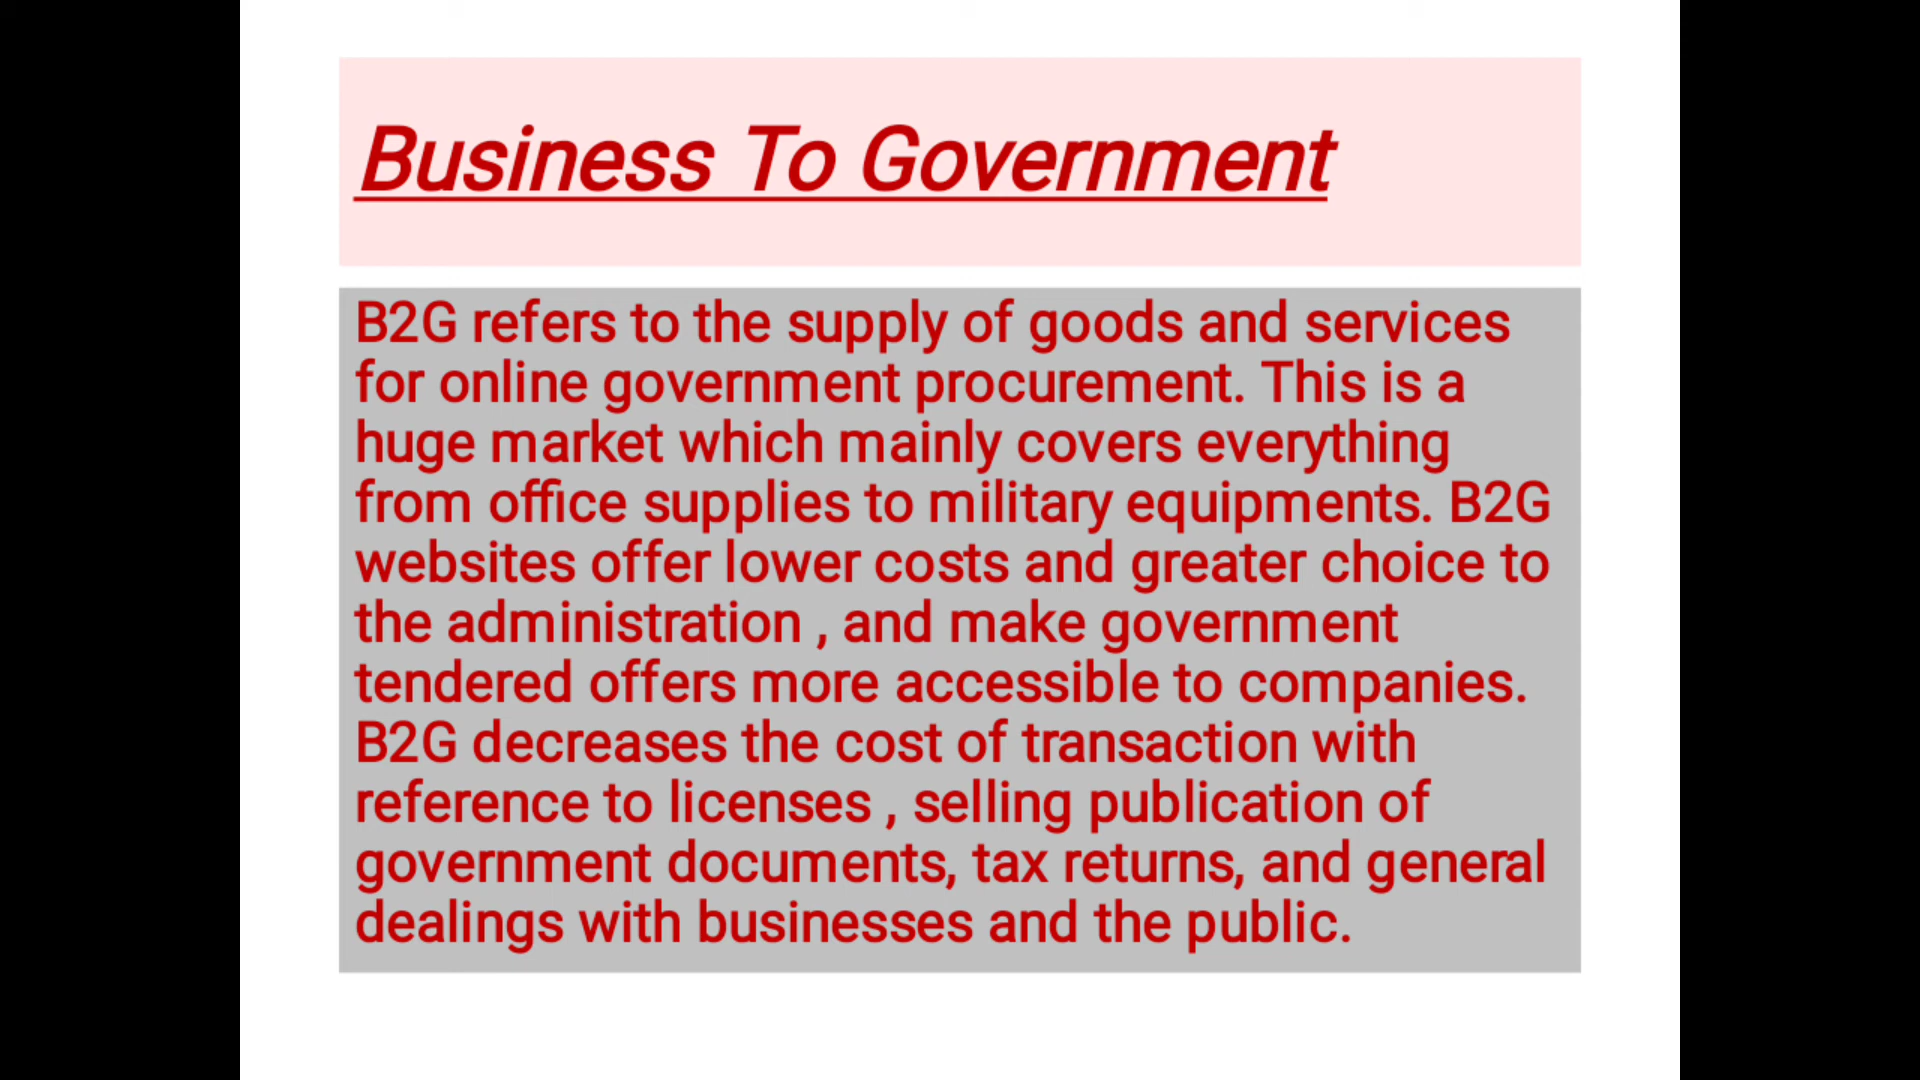 Business To Government
B2G refers to the supply of goods and services
for online government procurement. This is a
huge market which mainly covers everything
from office supplies to military equipments. B2G
websites offer lower costs and greater choice to
the administration , and make government
tendered offers more accessible to companies.
B2G decreases the cost of transaction with
reference to licenses , selling publication of
government documents, tax returns, and general
dealings with businesses and the public.